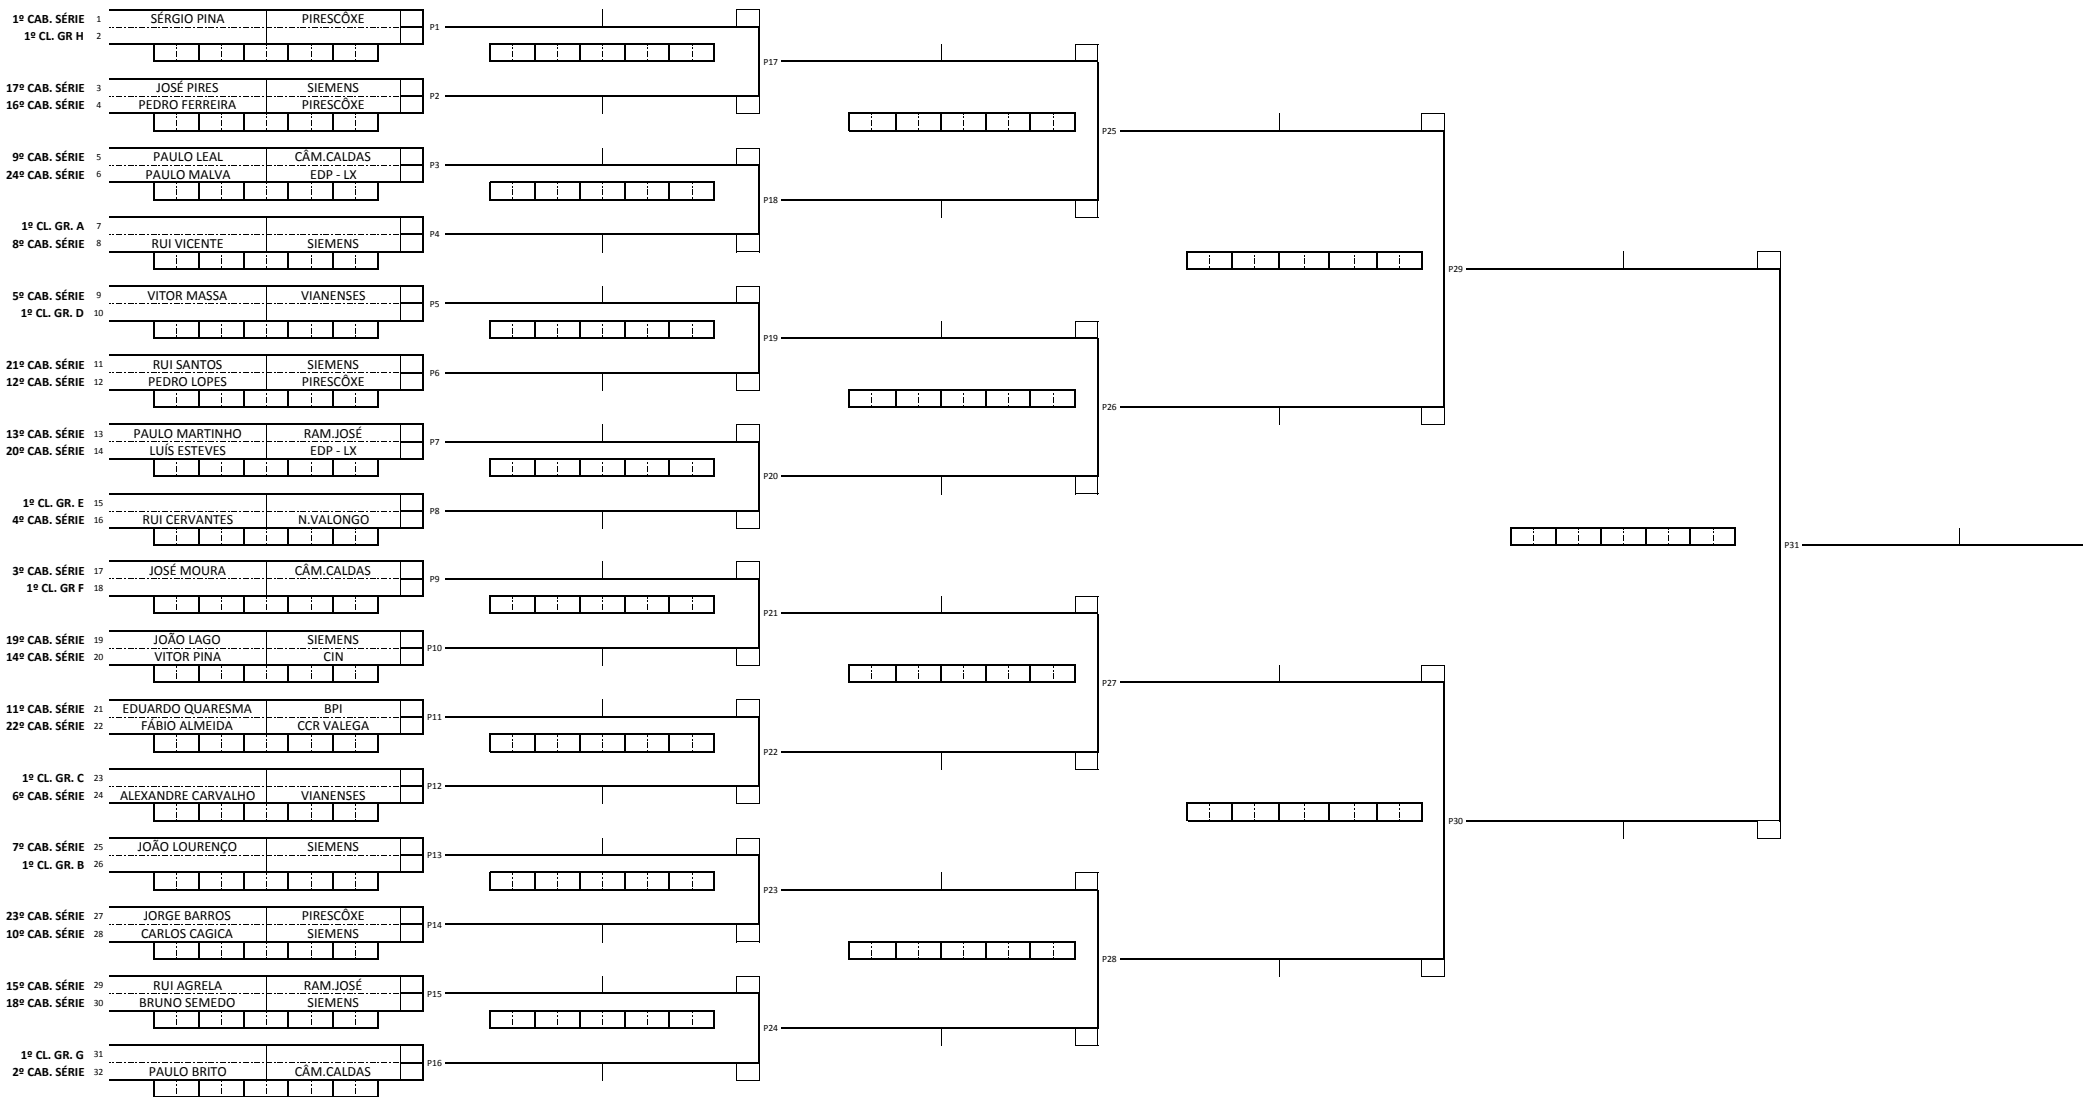 1º CAB. SÉRIE 1 SÉRGIO PINA PIRESCÔXE
P1
1º CL. GR H 2
P17
17º CAB. SÉRIE 3 JOSÉ PIRES SIEMENS
P2
16º CAB. SÉRIE 4 PEDRO FERREIRA PIRESCÔXE
P25
9º CAB. SÉRIE 5 PAULO LEAL CÂM.CALDAS
P3
24º CAB. SÉRIE 6 PAULO MALVA EDP - LX
P18
1º CL. GR. A 7
P4
8º CAB. SÉRIE 8 RUI VICENTE SIEMENS
P29
5º CAB. SÉRIE 9 VITOR MASSA VIANENSES
P5
1º CL. GR. D 10
P19
21º CAB. SÉRIE 11 RUI SANTOS SIEMENS
P6
12º CAB. SÉRIE 12 PEDRO LOPES PIRESCÔXE
P26
13º CAB. SÉRIE 13 PAULO MARTINHO RAM.JOSÉ
P7
20º CAB. SÉRIE 14 LUÍS ESTEVES EDP - LX
P20
1º CL. GR. E 15
P8
4º CAB. SÉRIE 16 RUI CERVANTES N.VALONGO
P31
3º CAB. SÉRIE 17 JOSÉ MOURA CÂM.CALDAS
P9
1º CL. GR F 18
P21
19º CAB. SÉRIE 19 JOÃO LAGO SIEMENS
P10
14º CAB. SÉRIE 20 VITOR PINA CIN
P27
11º CAB. SÉRIE 21 EDUARDO QUARESMA BPI
P11
22º CAB. SÉRIE 22 FÁBIO ALMEIDA CCR VALEGA
P22
1º CL. GR. C 23
P12
6º CAB. SÉRIE 24 ALEXANDRE CARVALHO VIANENSES
P30
7º CAB. SÉRIE 25 JOÃO LOURENÇO SIEMENS
P13
1º CL. GR. B 26
P23
23º CAB. SÉRIE 27 JORGE BARROS PIRESCÔXE
P14
10º CAB. SÉRIE 28 CARLOS CAGICA SIEMENS
P28
15º CAB. SÉRIE 29 RUI AGRELA RAM.JOSÉ
P15
18º CAB. SÉRIE 30 BRUNO SEMEDO SIEMENS
P24
1º CL. GR. G 31
P16
2º CAB. SÉRIE 32 PAULO BRITO CÂM.CALDAS